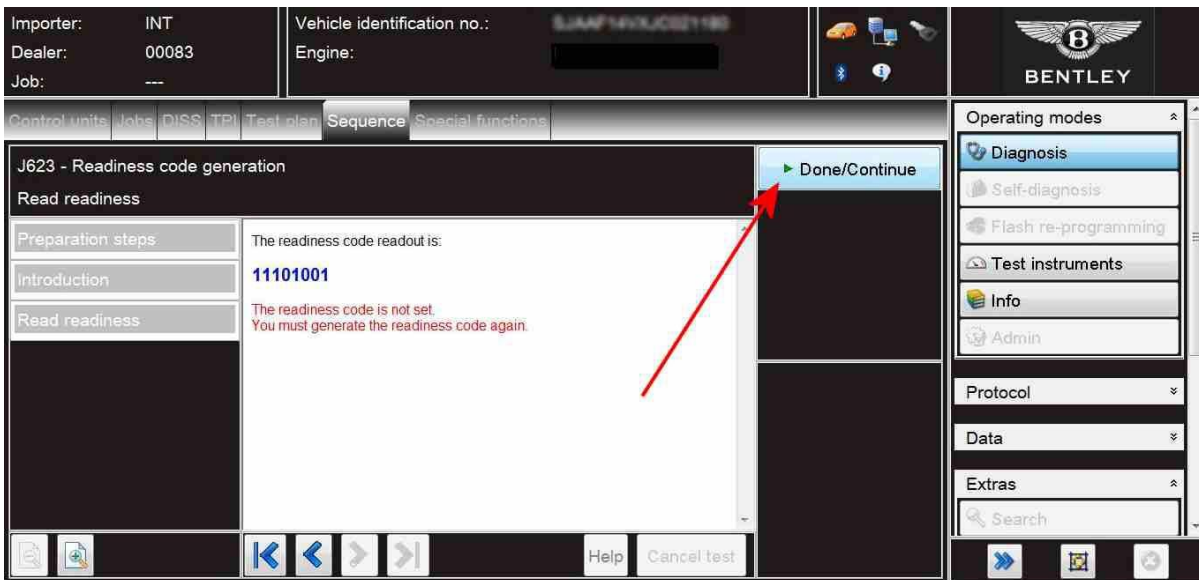 Importer: INT
Dealer: 00083
Job: ---
Vehicle identification no.:
Engine:
BENTLEY
Control units Jobs DISS TPI Test plan Sequence Special functions
J623 - Readiness code generation
Read readiness
Done/Continue
Preparation steps
Introduction
Read readiness
The readiness code readout is:
11101001
The readiness code is not set.
You must generate the readiness code again.
Help
Cancel test
Operating modes
Diagnosis
Self-diagnosis
Flash re-programming
Test instruments
Info
Admin
Protocol
Data
Extras
Search